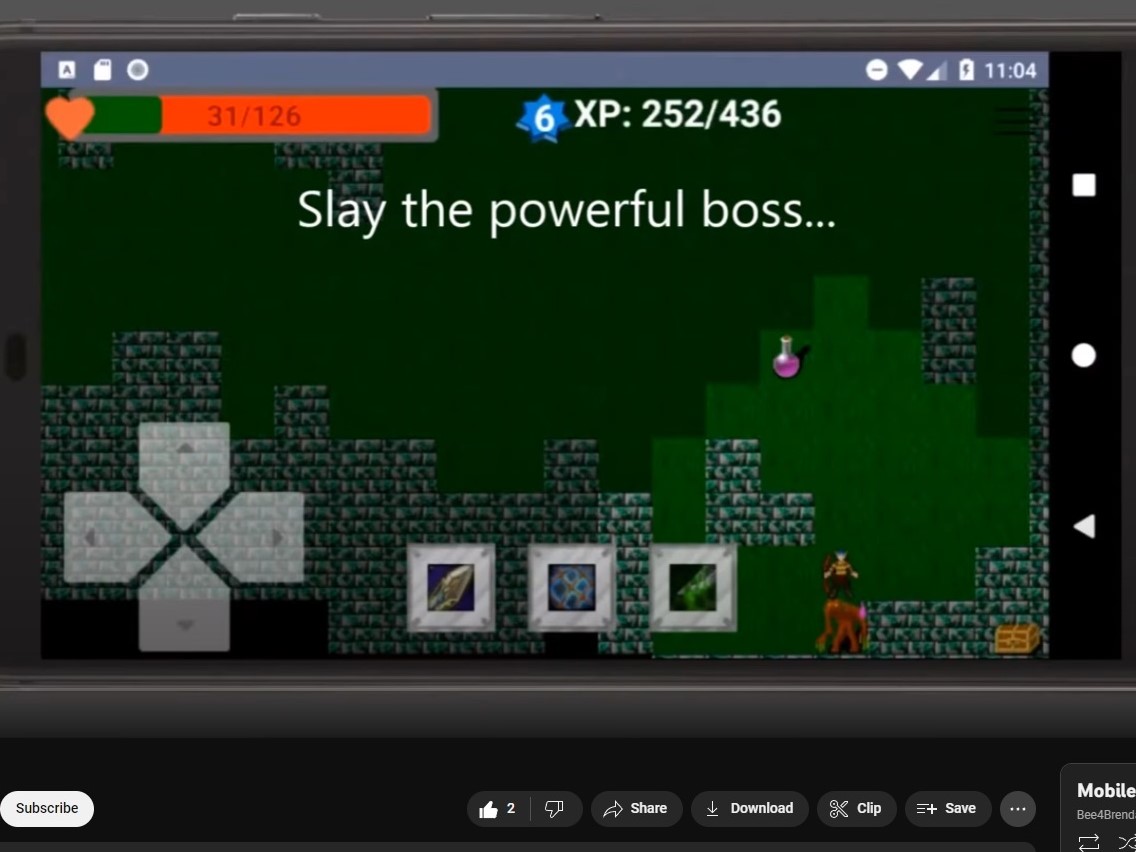 A
11:04
31/126
6
XP: 252/436
Slay the powerful boss...
Subscribe
2
Share
Download
Clip
Save
Mobile
Bee4Brenda